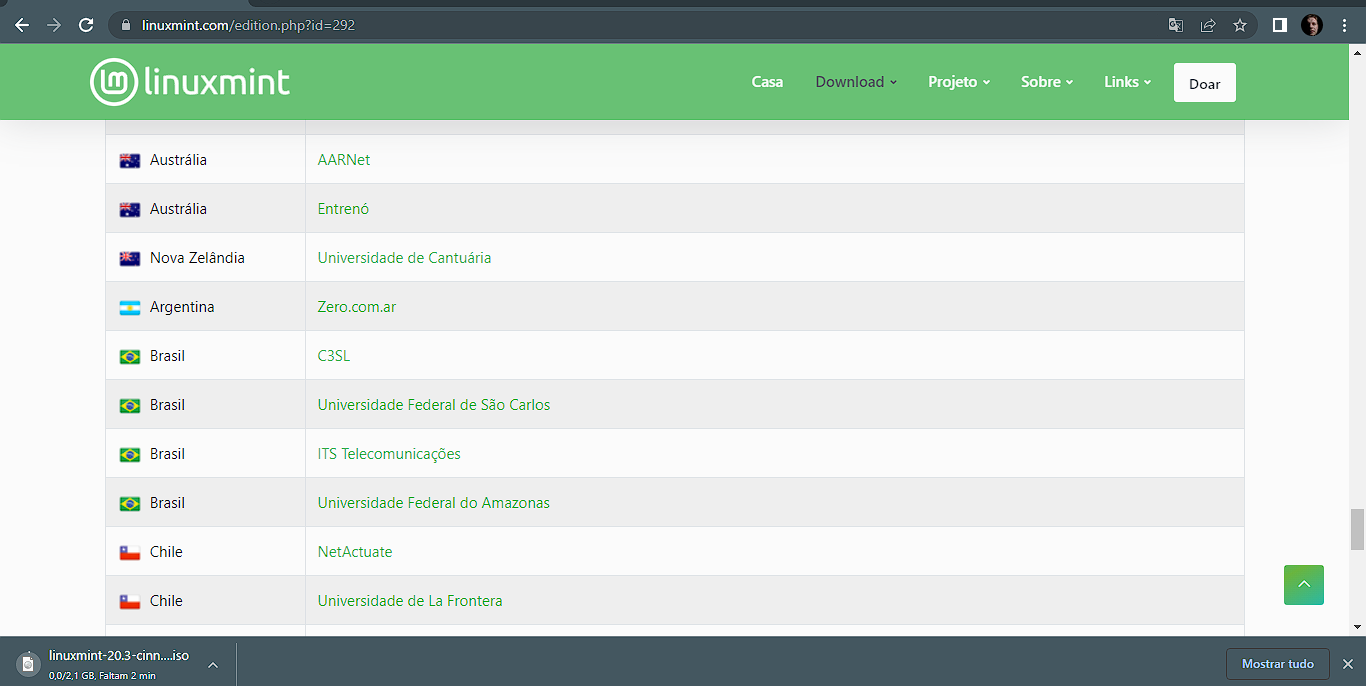 linuxmint.com/edition.php?id=292
lm linuxmint
Casa Download Projeto Sobre Links Doar
Austrália AARNet
Austrália Entrenó
Nova Zelândia Universidade de Cantuária
Argentina Zero.com.ar
Brasil C3SL
Brasil Universidade Federal de São Carlos
Brasil ITS Telecomunicações
Brasil Universidade Federal do Amazonas
Chile NetActuate
Chile Universidade de La Frontera
linuxmint-20.3-cinn....iso
0,0/2,1 GB, Faltam 2 min
Mostrar tudo